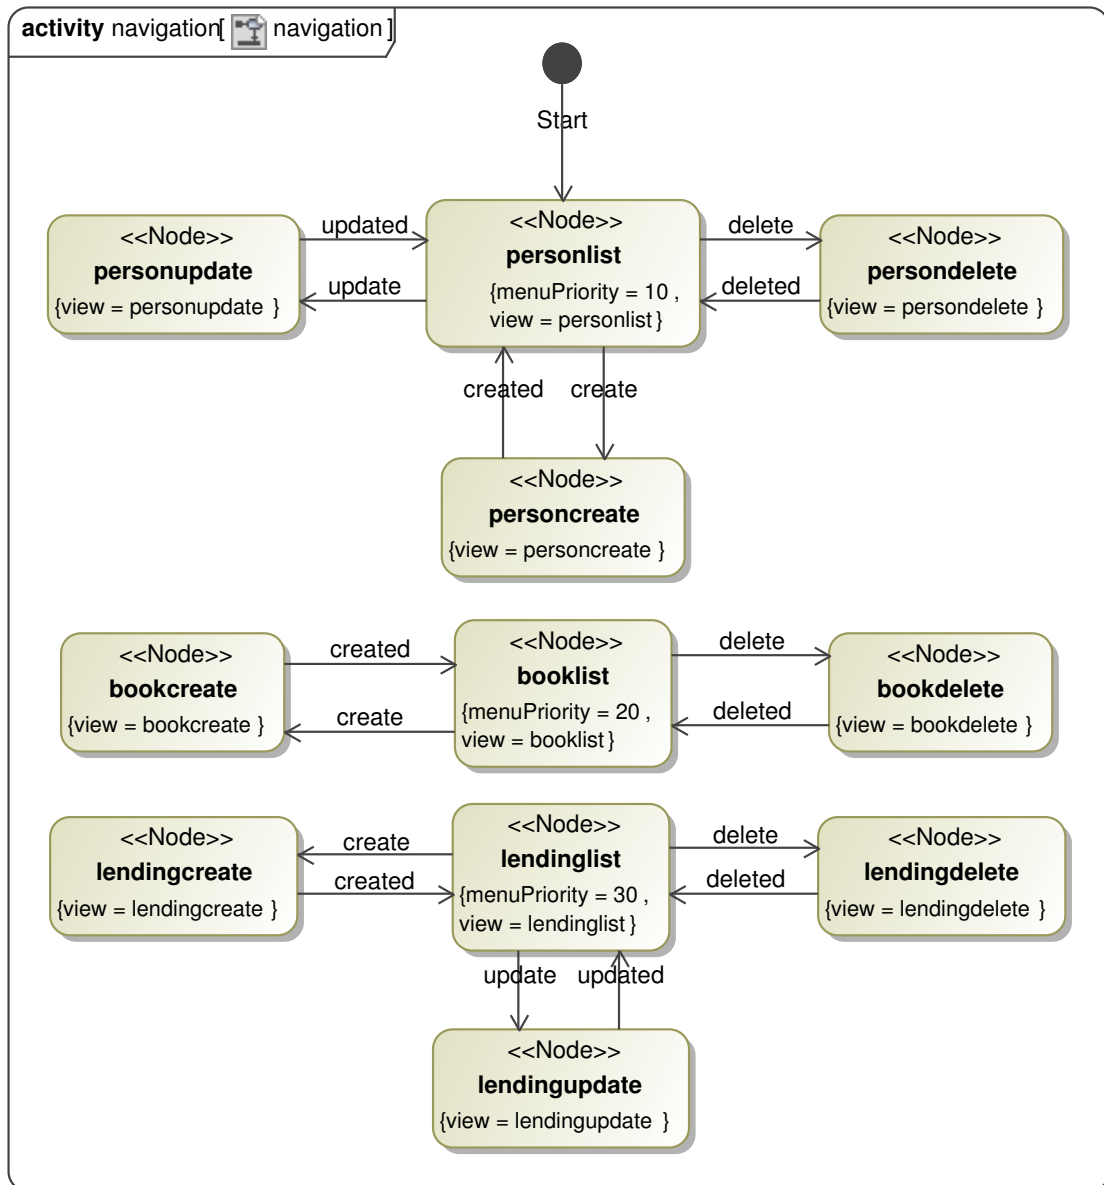 activity navigation[ navigation ]
Start
<<Node>>
personupdate
{view = personupdate }
updated
update
<<Node>>
personlist
{menuPriority = 10 ,
view = personlist }
delete
deleted
<<Node>>
persondelete
{view = persondelete }
created
create
<<Node>>
personcreate
{view = personcreate }
<<Node>>
bookcreate
{view = bookcreate }
created
create
<<Node>>
booklist
{menuPriority = 20 ,
view = booklist }
delete
deleted
<<Node>>
bookdelete
{view = bookdelete }
<<Node>>
lendingcreate
{view = lendingcreate }
create
created
<<Node>>
lendinglist
{menuPriority = 30 ,
view = lendinglist }
delete
deleted
<<Node>>
lendingdelete
{view = lendingdelete }
update
updated
<<Node>>
lendingupdate
{view = lendingupdate }